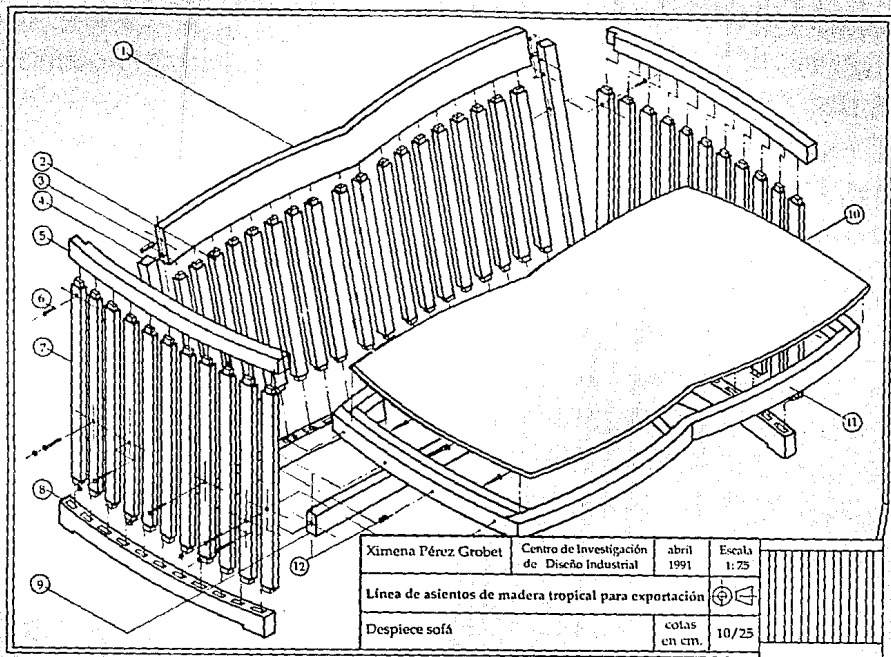 1
2
3
4
5
6
7
8
9
10
11
12
Ximena Pérez Grobet
Centro de Investigación
de Diseño Industrial
abril
1991
Escala
1:75
Línea de asientos de madera tropical para exportación
Despiece sofá
cotas
en cm.
10/25